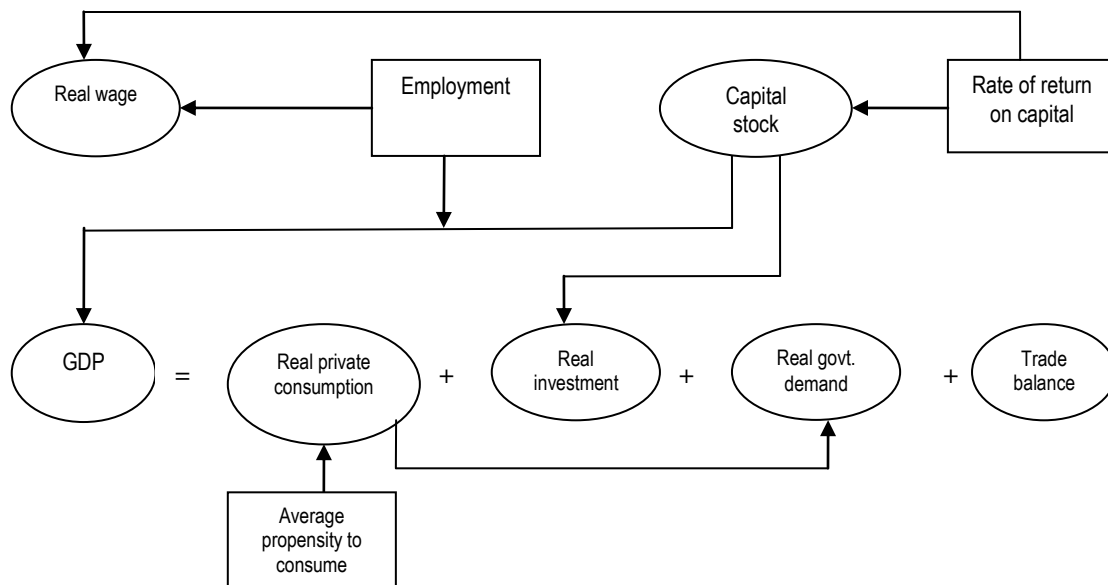 Real wage
Employment
Capital
stock
Rate of return
on capital
GDP
=
Real private
consumption
+
Real
investment
+
Real govt.
demand
+
Trade
balance
Average
propensity to
consume